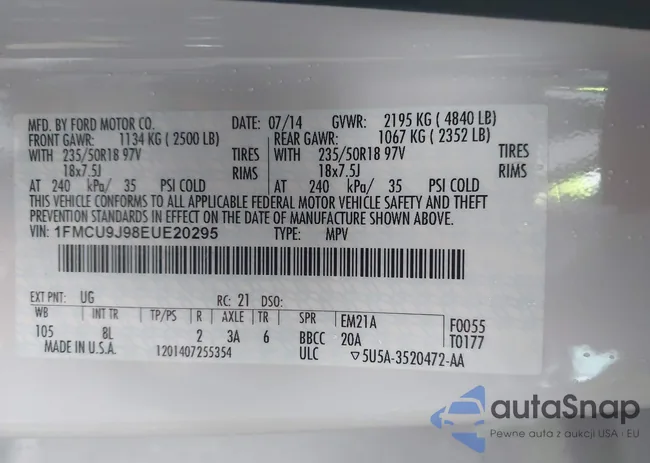 MFD. BY FORD MOTOR CO. DATE: 07/14 GVWR: 2195 KG ( 4840 LB)
FRONT GAWR: 1134 KG ( 2500 LB) REAR GAWR: 1067 KG ( 2352 LB)
WITH 235/50R18 97V TIRES WITH 235/50R18 97V TIRES
18x7.5J RIMS 18x7.5J RIMS
AT 240 kPa/ 35 PSI COLD AT 240 kPa/ 35 PSI COLD
THIS VEHICLE CONFORMS TO ALL APPLICABLE FEDERAL MOTOR VEHICLE SAFETY AND THEFT
PREVENTION STANDARDS IN EFFECT ON THE DATE OF MANUFACTURE SHOWN ABOVE.
VIN: 1FMCU9J98EUE20295 TYPE: MPV
EXT PNT: UG RC: 21 DSO:
WB INT TR TP/PS R AXLE TR SPR EM21A F0055
105 8L 2 3A 6 BBCC 20A T0177
MADE IN U.S.A. 1201407255354 ULC ▽5U5A-3520472-AA
autaSnap
Pewne auta z aukcji USA · EU